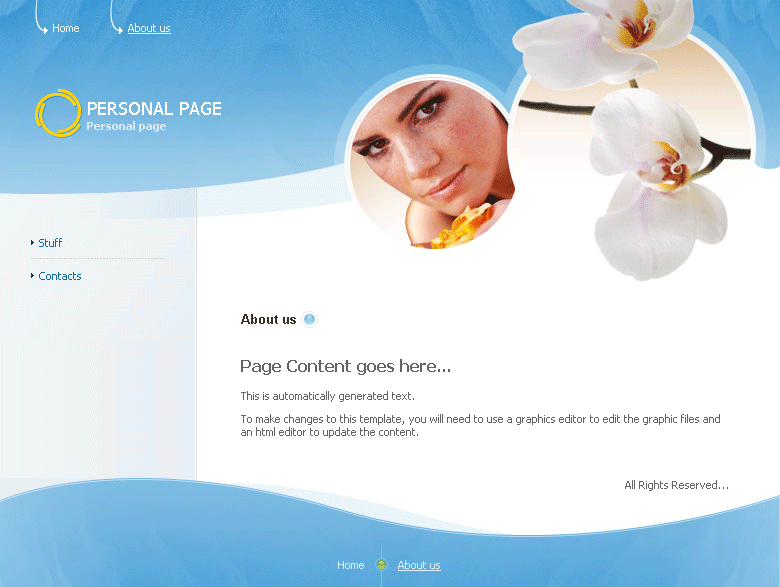 Home
About us
PERSONAL PAGE
Personal page
Stuff
Contacts
About us
Page Content goes here...
This is automatically generated text.
To make changes to this template, you will need to use a graphics editor to edit the graphic files and
an html editor to update the content.
All Rights Reserved...
Home
About us